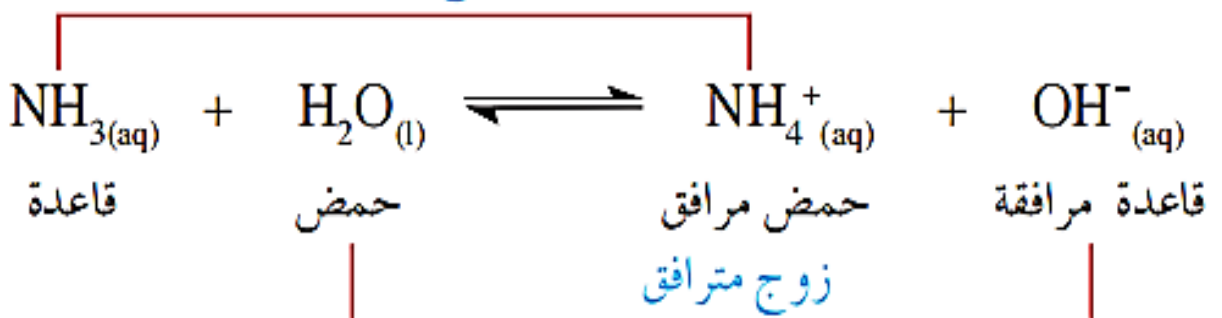 NH₃(aq) + H₂O(l) ⇌ NH₄⁺(aq) + OH⁻(aq)
قاعدة حمض حمض مرافق قاعدة مرافقة
زوج مترافق